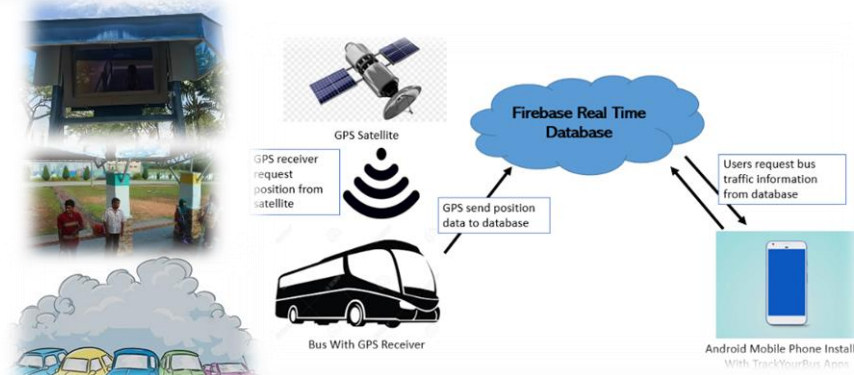 GPS Satellite
GPS receiver
request
position from
satellite
Firebase Real Time
Database
GPS send position
data to database
Users request bus
traffic information
from database
Bus With GPS Receiver
Android Mobile Phone Install
With TrackYourBus Apps